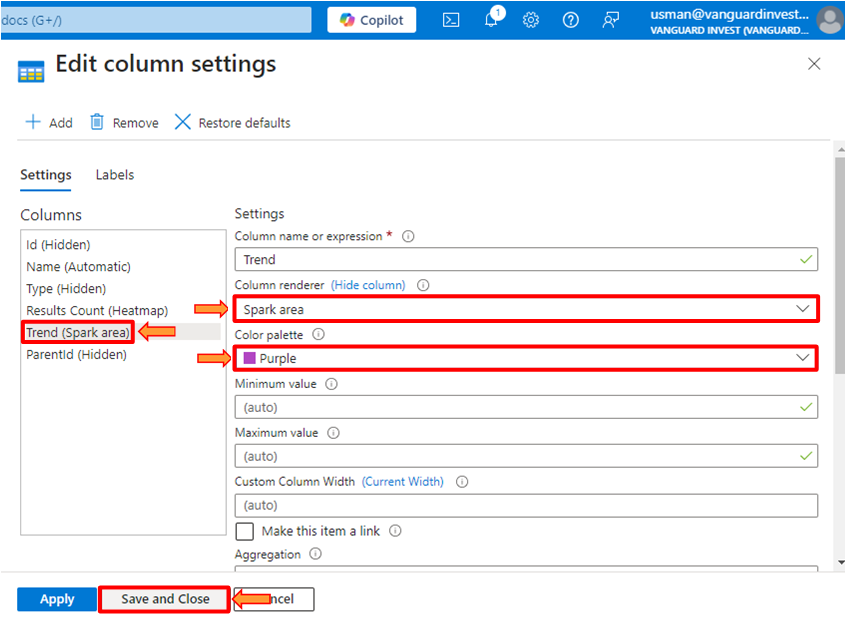 docs (G+/)
Copilot
1
usman@vanguardinvest...
VANGUARD INVEST (VANGUARD...
Edit column settings
Add
Remove
Restore defaults
Settings
Labels
Columns
Id (Hidden)
Name (Automatic)
Type (Hidden)
Results Count (Heatmap)
Trend (Spark area)
ParentId (Hidden)
Settings
Column name or expression *
Trend
Column renderer (Hide column)
Spark area
Color palette
Purple
Minimum value
(auto)
Maximum value
(auto)
Custom Column Width (Current Width)
(auto)
Make this item a link
Aggregation
Apply
Save and Close
ncel